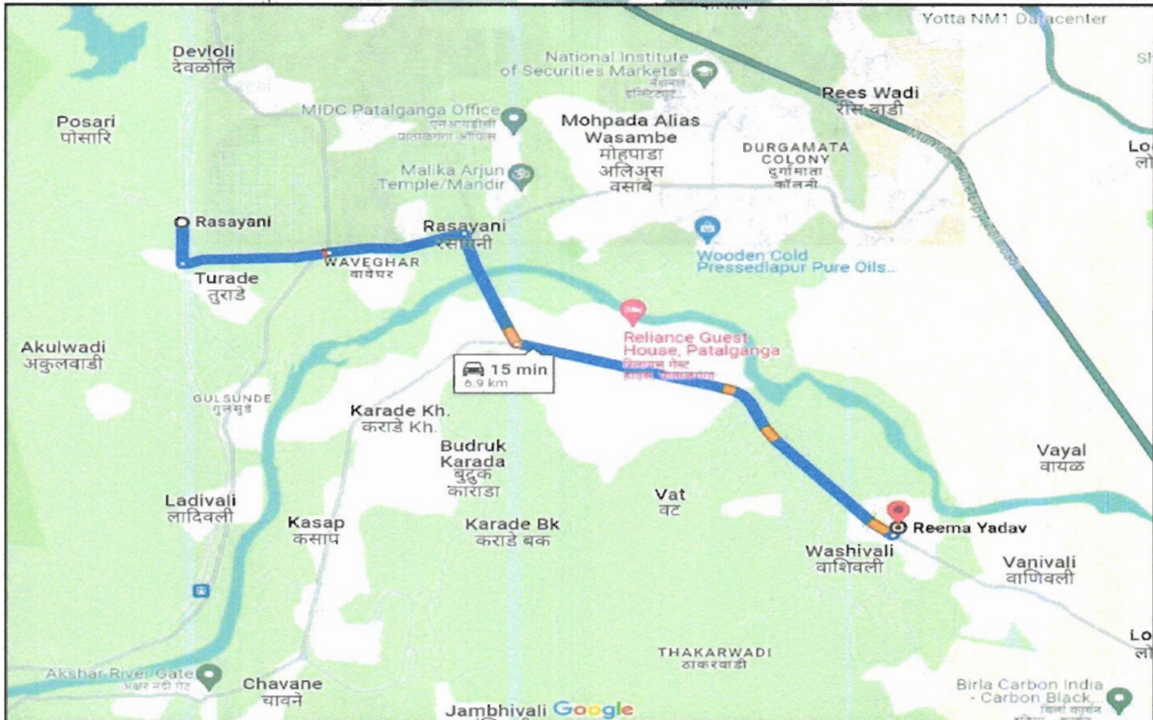 Yotta NM1 Datacenter
Devloli
देवळोलि
National Institute
of Securities Markets...
Rees Wadi
रीस वाडी
MIDC Patalganga Office
Posari
पोसारि
Mohpada Alias
Wasambe
मोहपाडा
अलिअस
वसांबे
DURGAMATA
COLONY
दुर्गामाता
कॉलनी
Malika Arjun
Temple/Mandir
Rasayani
Rasayani
रसायनी
WAVEGHAR
वावेघर
Wooden Cold
Pressedlapur Pure Oils...
Turade
तुराडे
Reliance Guest
House, Patalganga
Akulwadi
अकुलवाडी
15 min
6.9 km
GULSUNDE
गुलसुंदे
Karade Kh.
कराडे Kh.
Budruk
Karada
बुद्रुक
काराडा
Vayal
वायळ
Vat
वट
Ladivali
लादिवली
Kasap
कसाप
Karade Bk
कराडे बक
Reema Yadav
Washivali
वाशिवली
Vanivali
वाणिवली
THAKARWADI
ठाकरवाडी
Akshar River Gate
अक्षर नदी गेट
Chavane
चावने
Birla Carbon India
- Carbon Black...
Jambhivali
Google